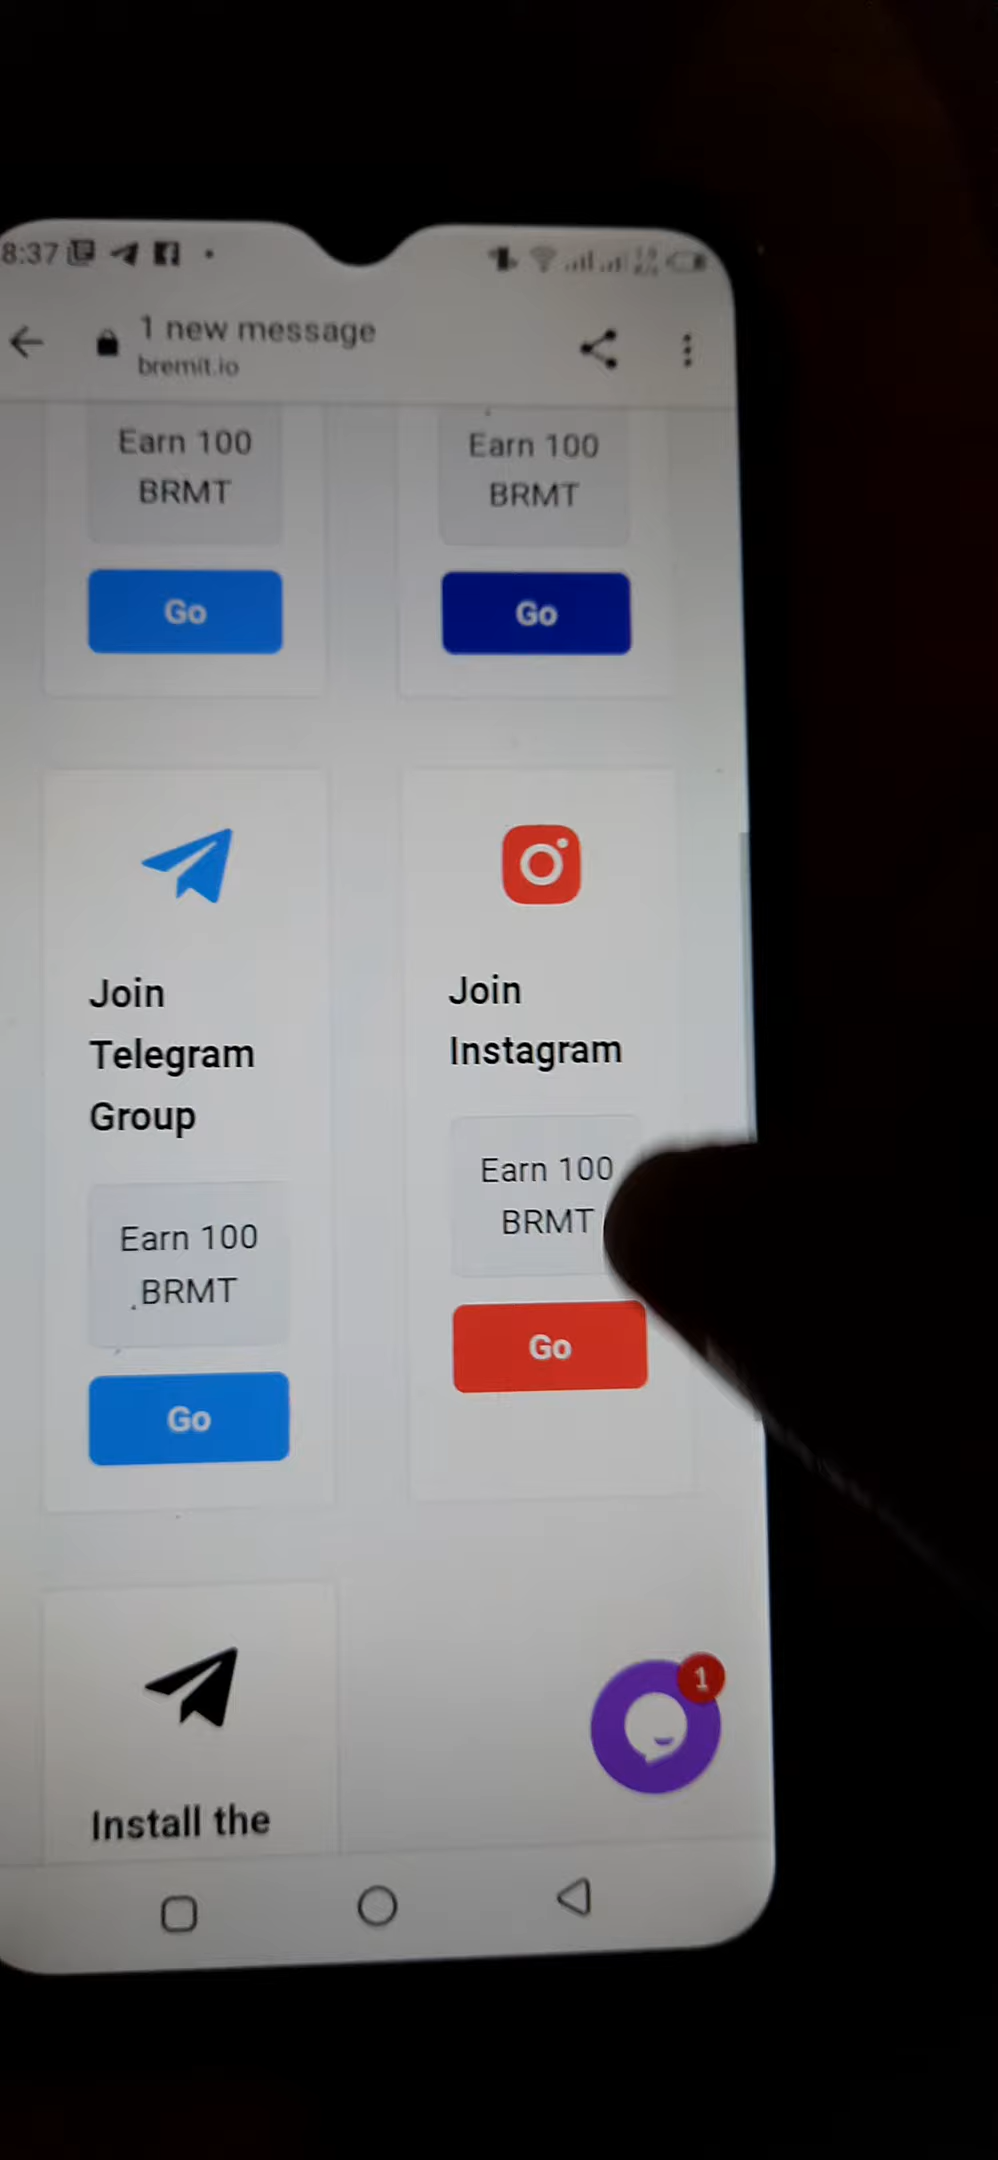 8:37
1 new message
bremit.io
Earn 100
BRMT
Earn 100
BRMT
Go
Go
Join
Telegram
Group
Join
Instagram
Earn 100
BRMT
Earn 100
BRMT
Go
Go
1
Install the